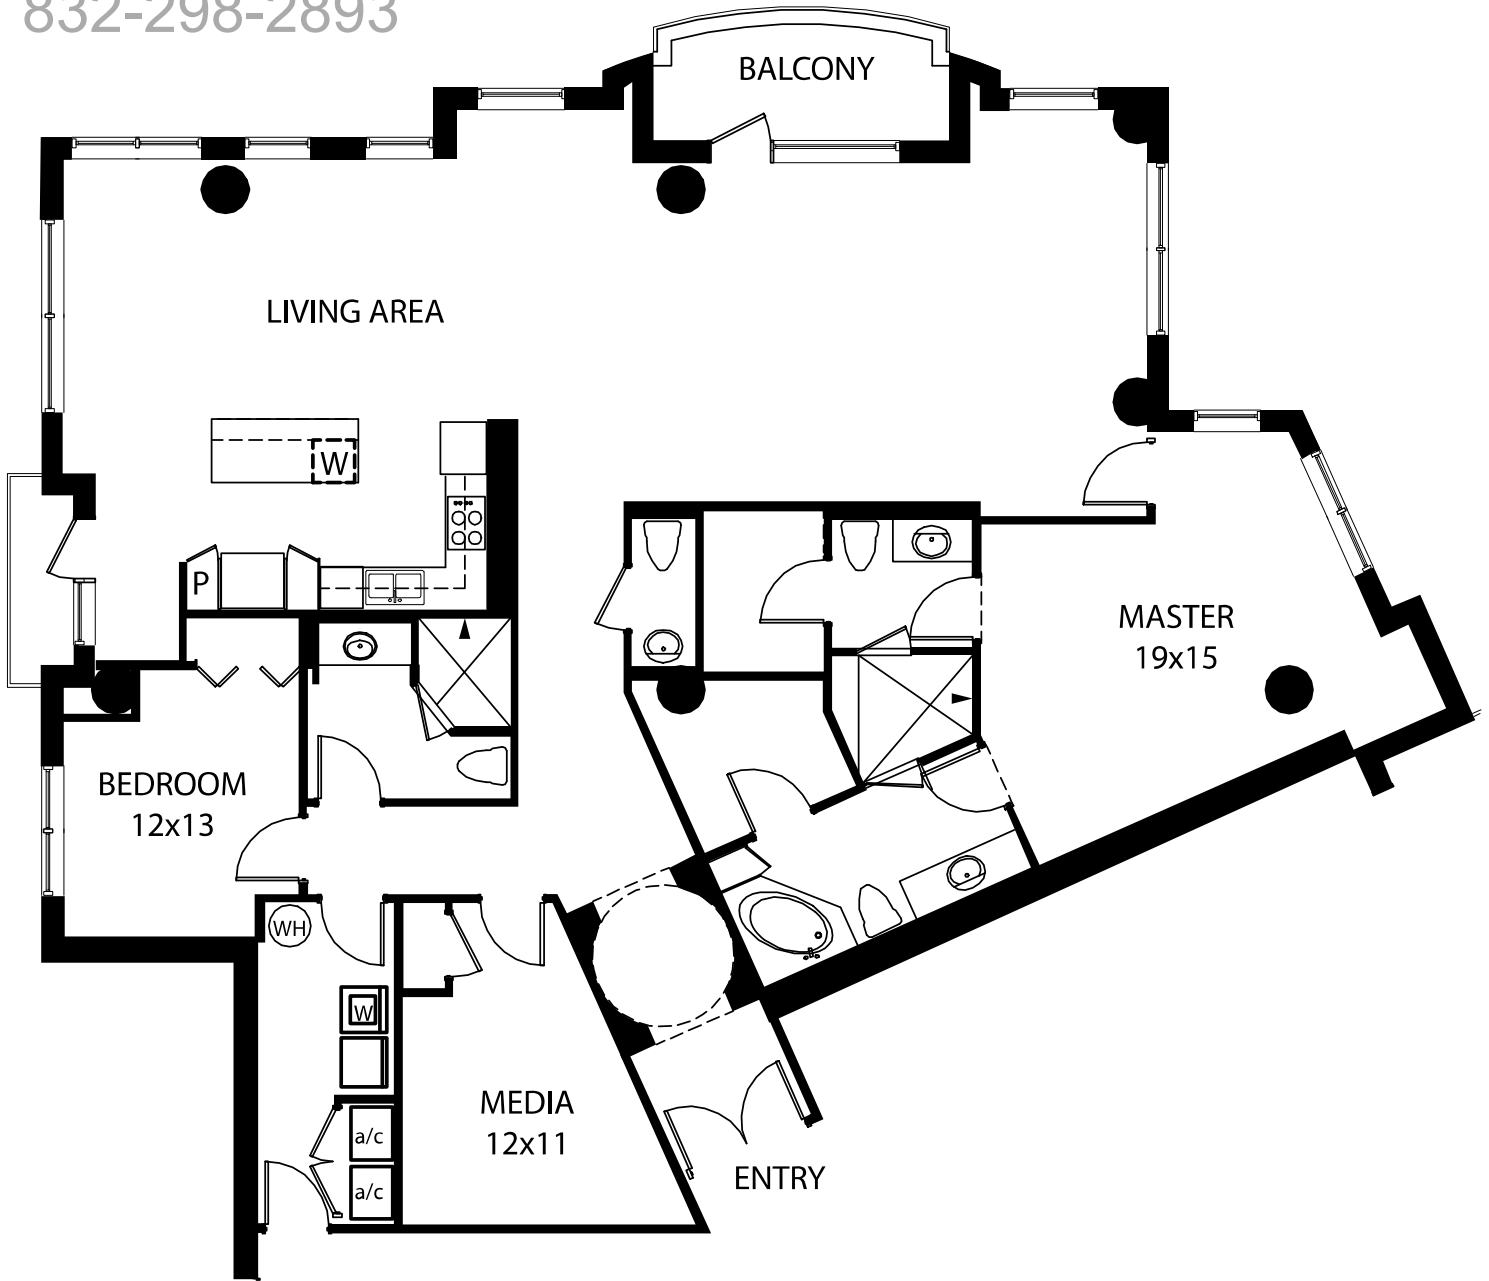 832-298-2893
BALCONY
LIVING AREA
W
P
MASTER
19x15
BEDROOM
12x13
WH
W
MEDIA
12x11
a/c
a/c
ENTRY